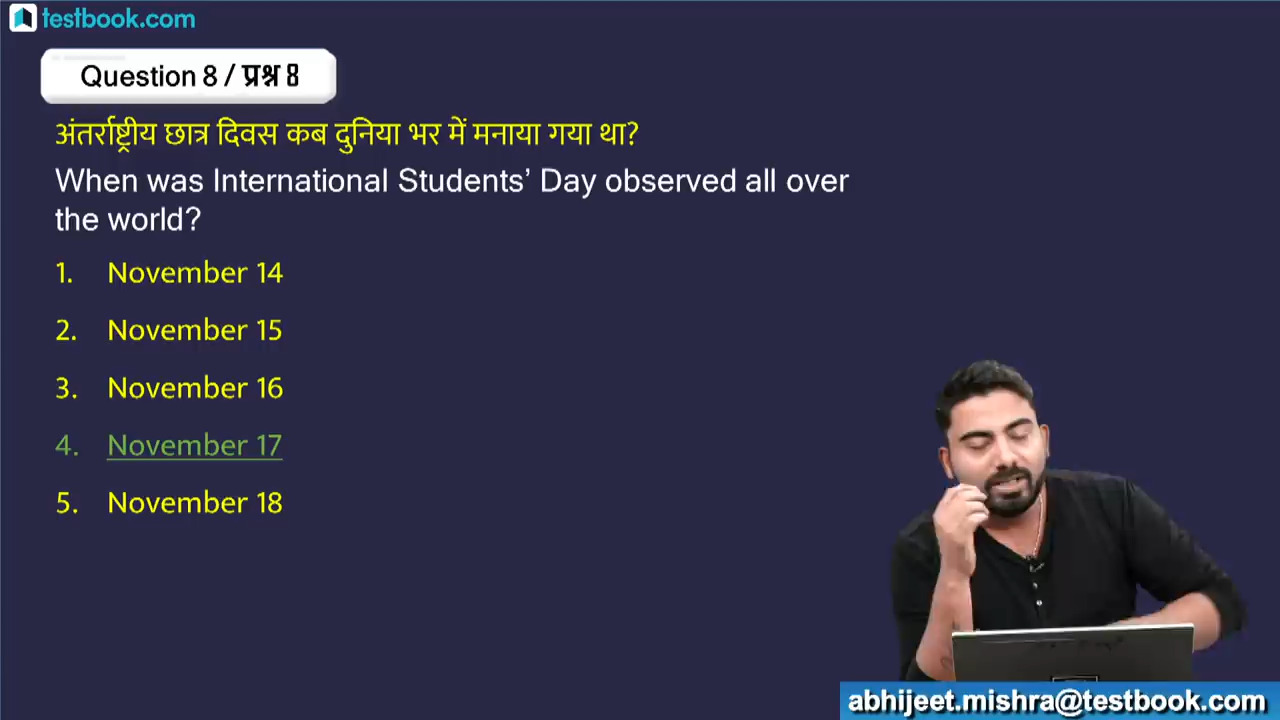 testbook.com
Question 8 / प्रश्न 8
अंतर्राष्ट्रीय छात्र दिवस कब दुनिया भर में मनाया गया था?
When was International Students’ Day observed all over
the world?
1. November 14
2. November 15
3. November 16
4. November 17
5. November 18
abhijeet.mishra@testbook.com